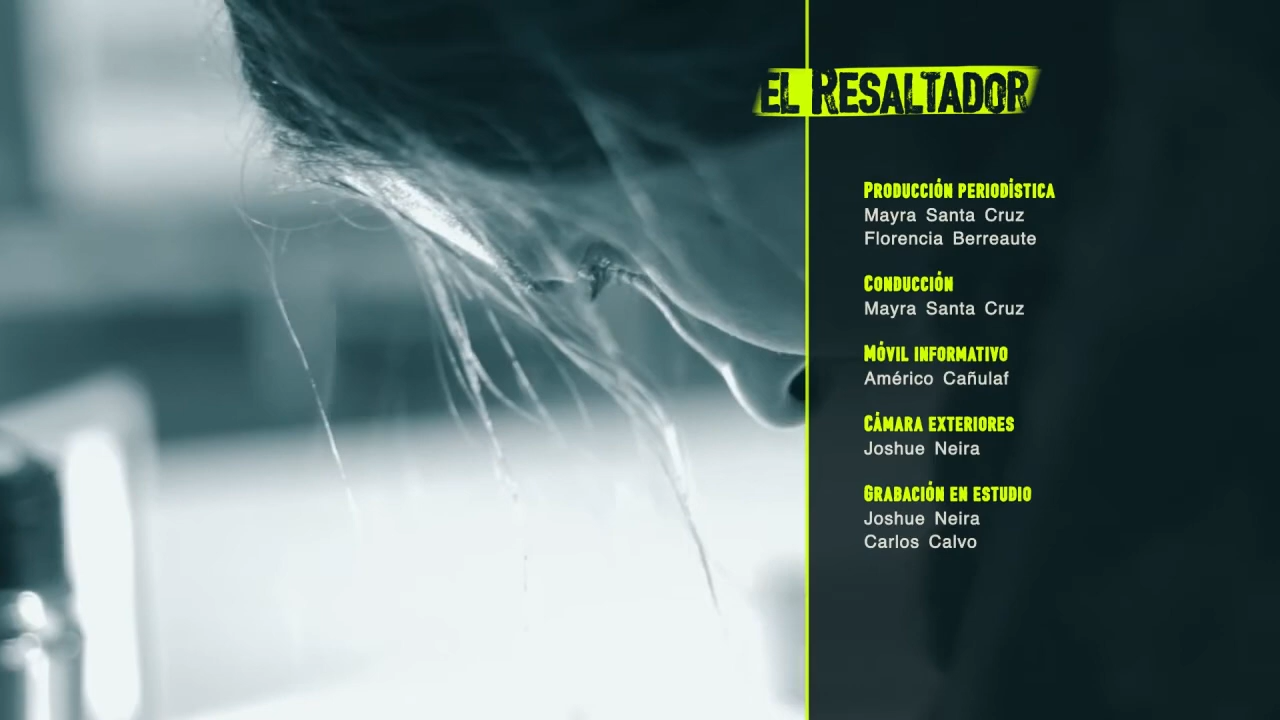 EL RESALTADOR
PRODUCCIÓN PERIODÍSTICA
Mayra Santa Cruz
Florencia Berreaute
CONDUCCIÓN
Mayra Santa Cruz
MÓVIL INFORMATIVO
Américo Cañulaf
CÁMARA EXTERIORES
Joshue Neira
GRABACIÓN EN ESTUDIO
Joshue Neira
Carlos Calvo